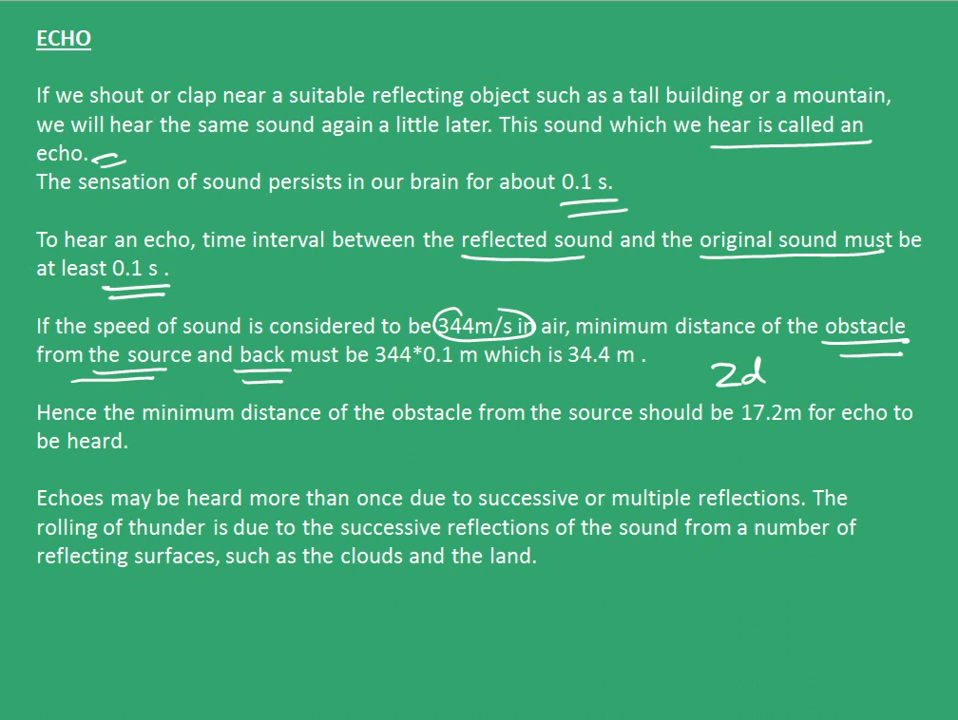 ECHO
If we shout or clap near a suitable reflecting object such as a tall building or a mountain,
we will hear the same sound again a little later. This sound which we hear is called an
echo.
The sensation of sound persists in our brain for about 0.1 s.
To hear an echo, time interval between the reflected sound and the original sound must be
at least 0.1 s .
If the speed of sound is considered to be 344m/s in air, minimum distance of the obstacle
from the source and back must be 344*0.1 m which is 34.4 m .
2d
Hence the minimum distance of the obstacle from the source should be 17.2m for echo to
be heard.
Echoes may be heard more than once due to successive or multiple reflections. The
rolling of thunder is due to the successive reflections of the sound from a number of
reflecting surfaces, such as the clouds and the land.